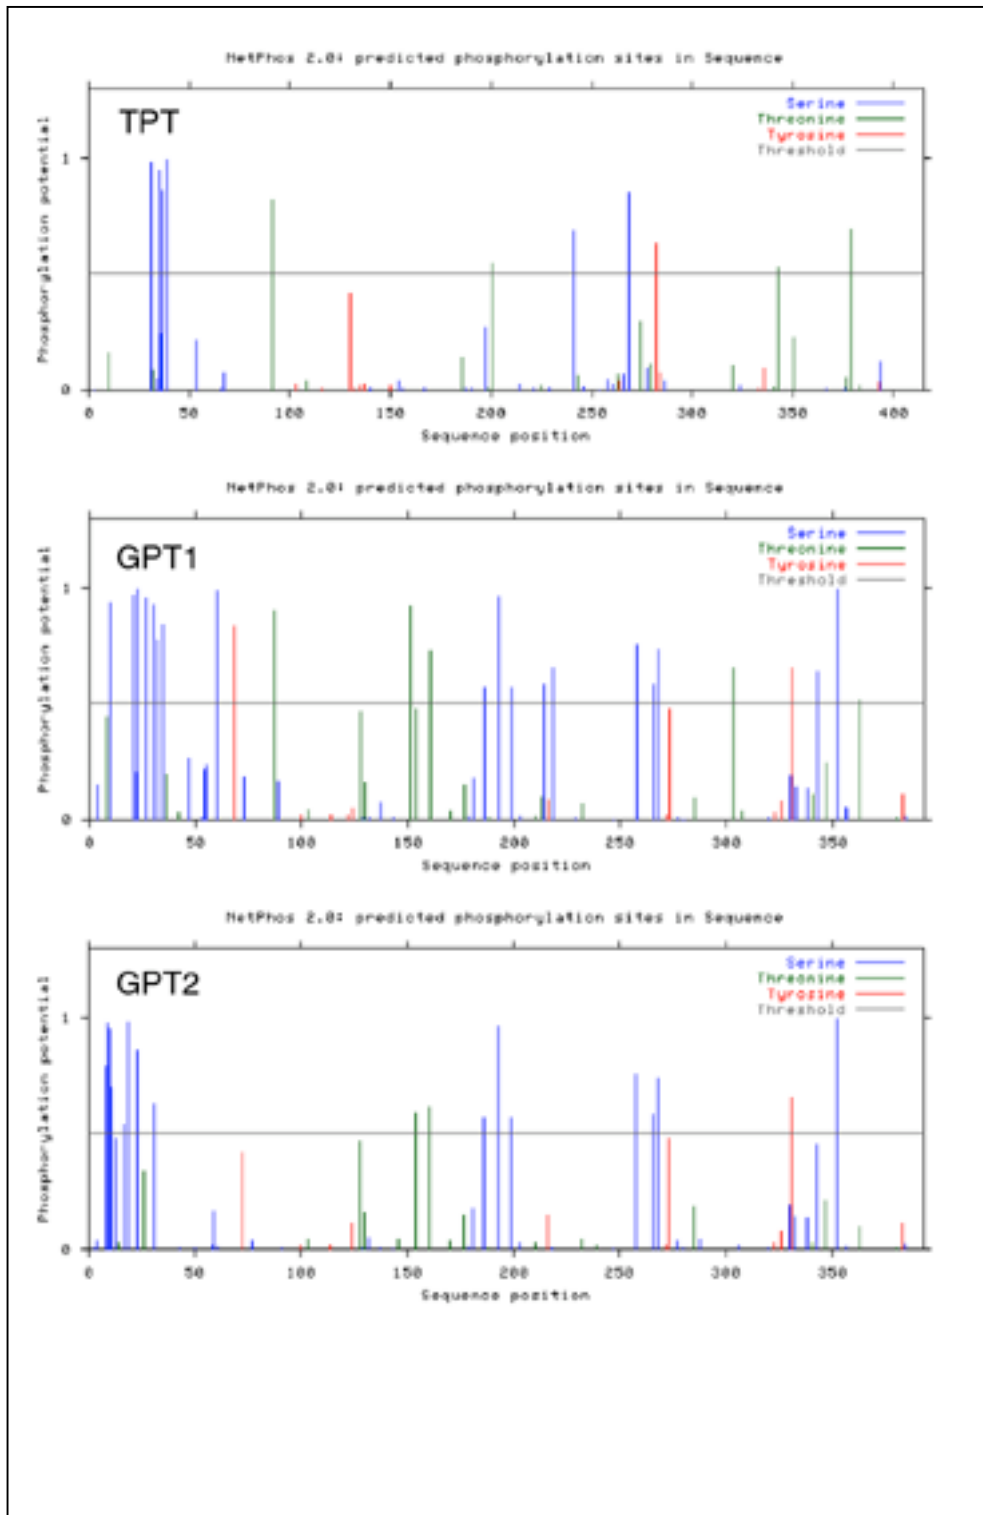 NetPhos 2.0: predicted phosphorylation sites in Sequence
TPT
Serine
Threonine
Tyrosine
Threshold
Phosphorylation potential
1
0
0 50 100 150 200 250 300 350 400
Sequence position
NetPhos 2.0: predicted phosphorylation sites in Sequence
GPT1
Serine
Threonine
Tyrosine
Threshold
Phosphorylation potential
1
0
0 50 100 150 200 250 300 350
Sequence position
NetPhos 2.0: predicted phosphorylation sites in Sequence
GPT2
Serine
Threonine
Tyrosine
Threshold
Phosphorylation potential
1
0
0 50 100 150 200 250 300 350
Sequence position